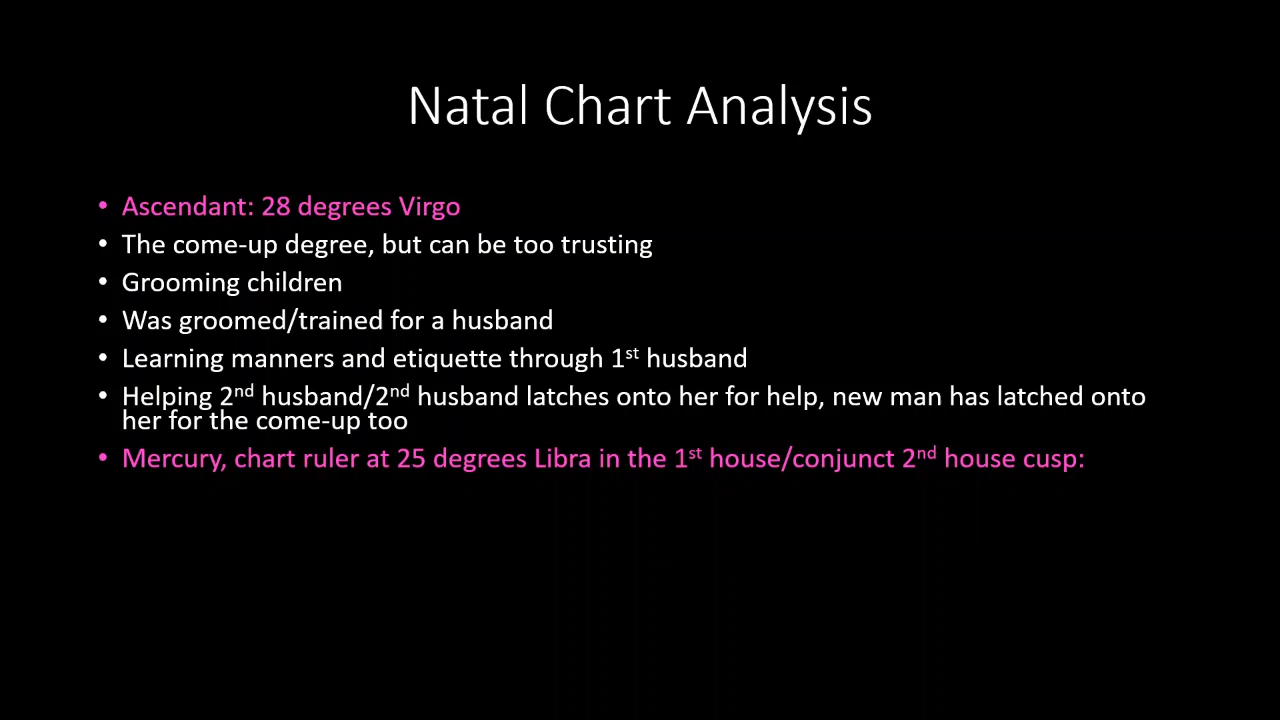 Natal Chart Analysis
• Ascendant: 28 degrees Virgo
• The come-up degree, but can be too trusting
• Grooming children
• Was groomed/trained for a husband
• Learning manners and etiquette through 1st husband
• Helping 2nd husband/2nd husband latches onto her for help, new man has latched onto
her for the come-up too
• Mercury, chart ruler at 25 degrees Libra in the 1st house/conjunct 2nd house cusp: